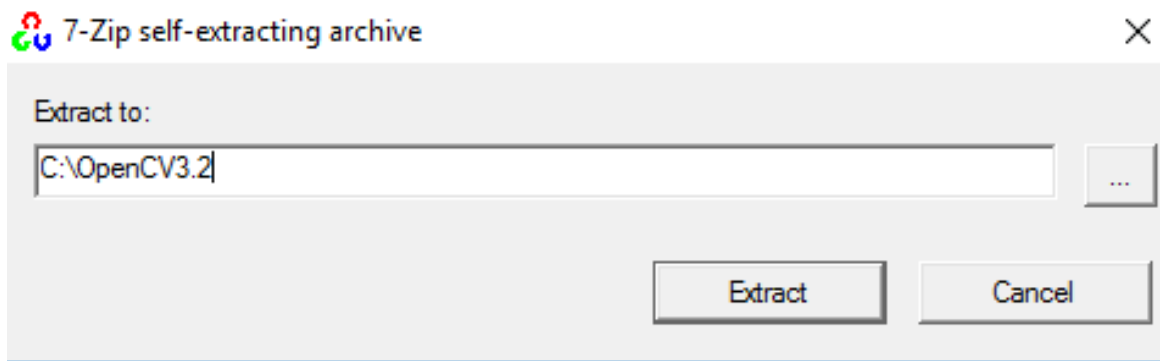 7-Zip self-extracting archive
Extract to:
C:\OpenCV3.2
...
Extract
Cancel